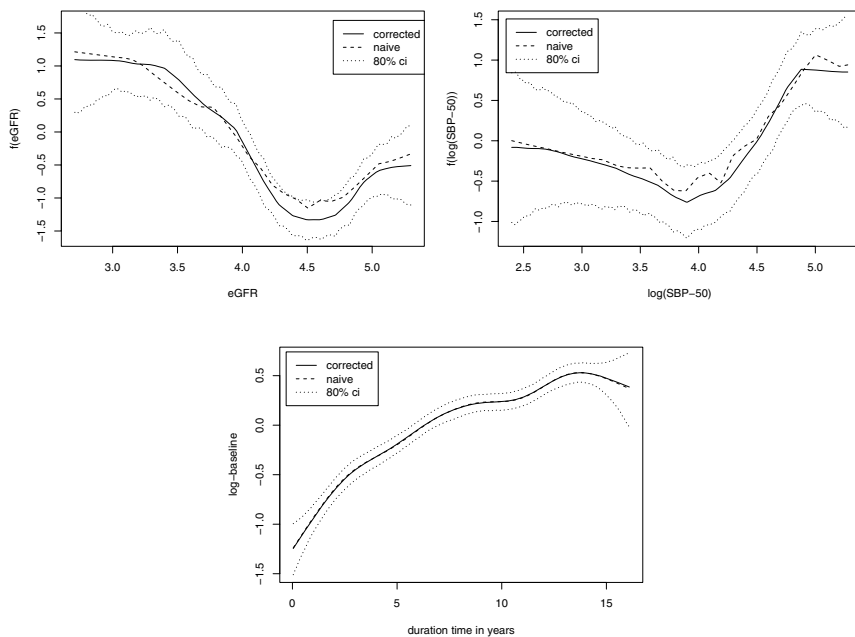 corrected
naive
80% ci
f(eGFR)
1.5
1.0
0.5
0.0
−0.5
−1.0
−1.5
3.0 3.5 4.0 4.5 5.0
eGFR
corrected
naive
80% ci
f(log(SBP−50))
1.5
1.0
0.5
−0.0
−0.5
−1.0
2.5 3.0 3.5 4.0 4.5 5.0
log(SBP−50)
corrected
naive
80% ci
log−baseline
0.5
0.0
−0.5
−1.0
−1.5
0 5 10 15
duration time in years